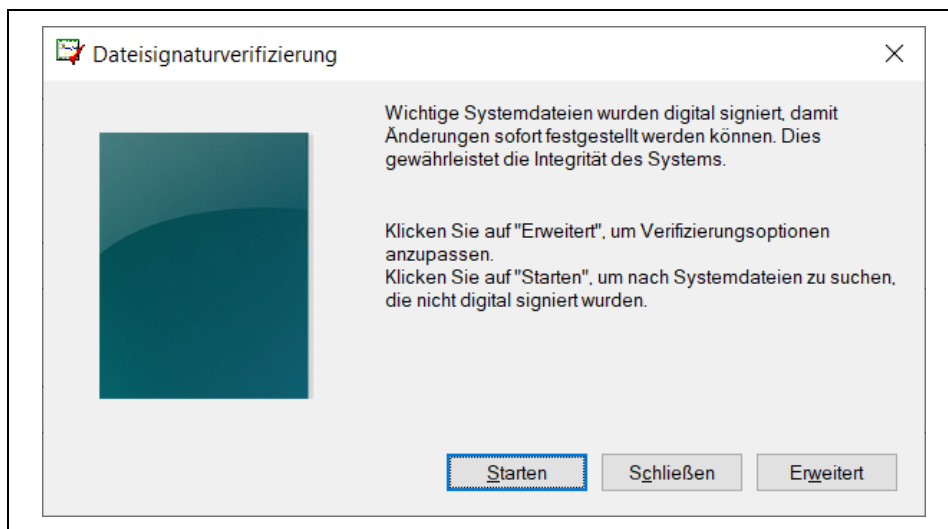 Dateisignaturverifizierung
Wichtige Systemdateien wurden digital signiert, damit
Änderungen sofort festgestellt werden können. Dies
gewährleistet die Integrität des Systems.
Klicken Sie auf "Erweitert", um Verifizierungsoptionen
anzupassen.
Klicken Sie auf "Starten", um nach Systemdateien zu suchen,
die nicht digital signiert wurden.
Starten Schließen Erweitert